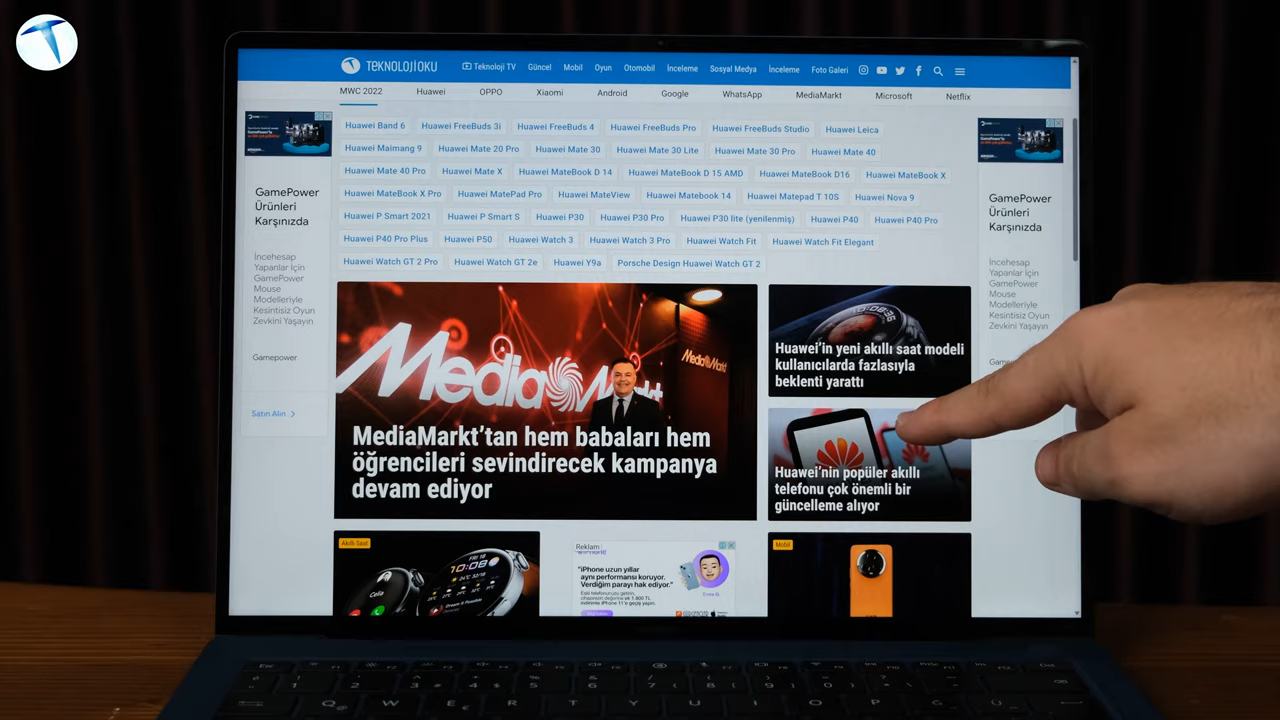 TEKNOLOJİOKU
Teknoloji TV Güncel Mobil Oyun Otomobil İnceleme Sosyal Medya İnceleme Foto Galeri
MWC 2022 Huawei OPPO Xiaomi Android Google WhatsApp MediaMarkt Microsoft Netflix
Huawei Band 6 Huawei FreeBuds 3i Huawei FreeBuds 4 Huawei FreeBuds Pro Huawei FreeBuds Studio Huawei Leica
Huawei Maimang 9 Huawei Mate 20 Pro Huawei Mate 30 Huawei Mate 30 Lite Huawei Mate 30 Pro Huawei Mate 40
Huawei Mate 40 Pro Huawei Mate X Huawei MateBook D 14 Huawei MateBook D 15 AMD Huawei MateBook D16 Huawei MateBook X
Huawei MateBook X Pro Huawei MatePad Pro Huawei MateView Huawei Matebook 14 Huawei Matepad T 10S Huawei Nova 9
Huawei P Smart 2021 Huawei P Smart S Huawei P30 Huawei P30 Pro Huawei P30 lite (yenilenmiş) Huawei P40 Huawei P40 Pro
Huawei P40 Pro Plus Huawei P50 Huawei Watch 3 Huawei Watch 3 Pro Huawei Watch Fit Huawei Watch Fit Elegant
Huawei Watch GT 2 Pro Huawei Watch GT 2e Huawei Y9a Porsche Design Huawei Watch GT 2
GamePower
Ürünleri
Karşınızda
İncehesap
Yapanlar İçin
GamePower
Mouse
Modelleriyle
Kesintisiz Oyun
Zevkini Yaşayın
Gamepower
Satın Alın
Media Markt
MediaMarkt
MediaMarkt'tan hem babaları hem
öğrencileri sevindirecek kampanya
devam ediyor
Huawei'in yeni akıllı saat modeli
kullanıcılarda fazlasıyla
beklenti yarattı
Huawei'nin popüler akıllı
telefonu çok önemli bir
güncelleme alıyor
GamePower
Ürünleri
Karşınızda
İncehesap
Yapanlar İçin
GamePower
Mouse
Modelleriyle
Kesintisiz Oyun
Zevkini Yaşayın
Akıllı Saat
Celia
FRI 18
10:08
Reklam
"iPhone uzun yıllar
aynı performansı koruyor.
Verdiğim parayı hak ediyor."
Mobil